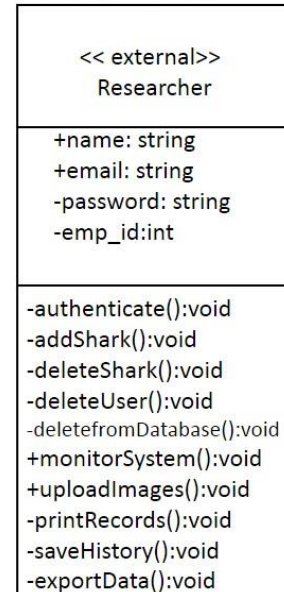 << external>>
Researcher
+name: string
+email: string
-password: string
-emp_id:int
-authenticate():void
-addShark():void
-deleteShark():void
-deleteUser():void
-deletefromDatabase():void
+monitorSystem():void
+uploadImages():void
-printRecords():void
-saveHistory():void
-exportData():void